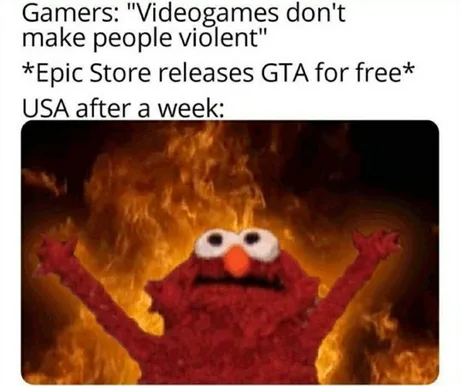 Gamers: "Videogames don't
make people violent"
*Epic Store releases GTA for free*
USA after a week: